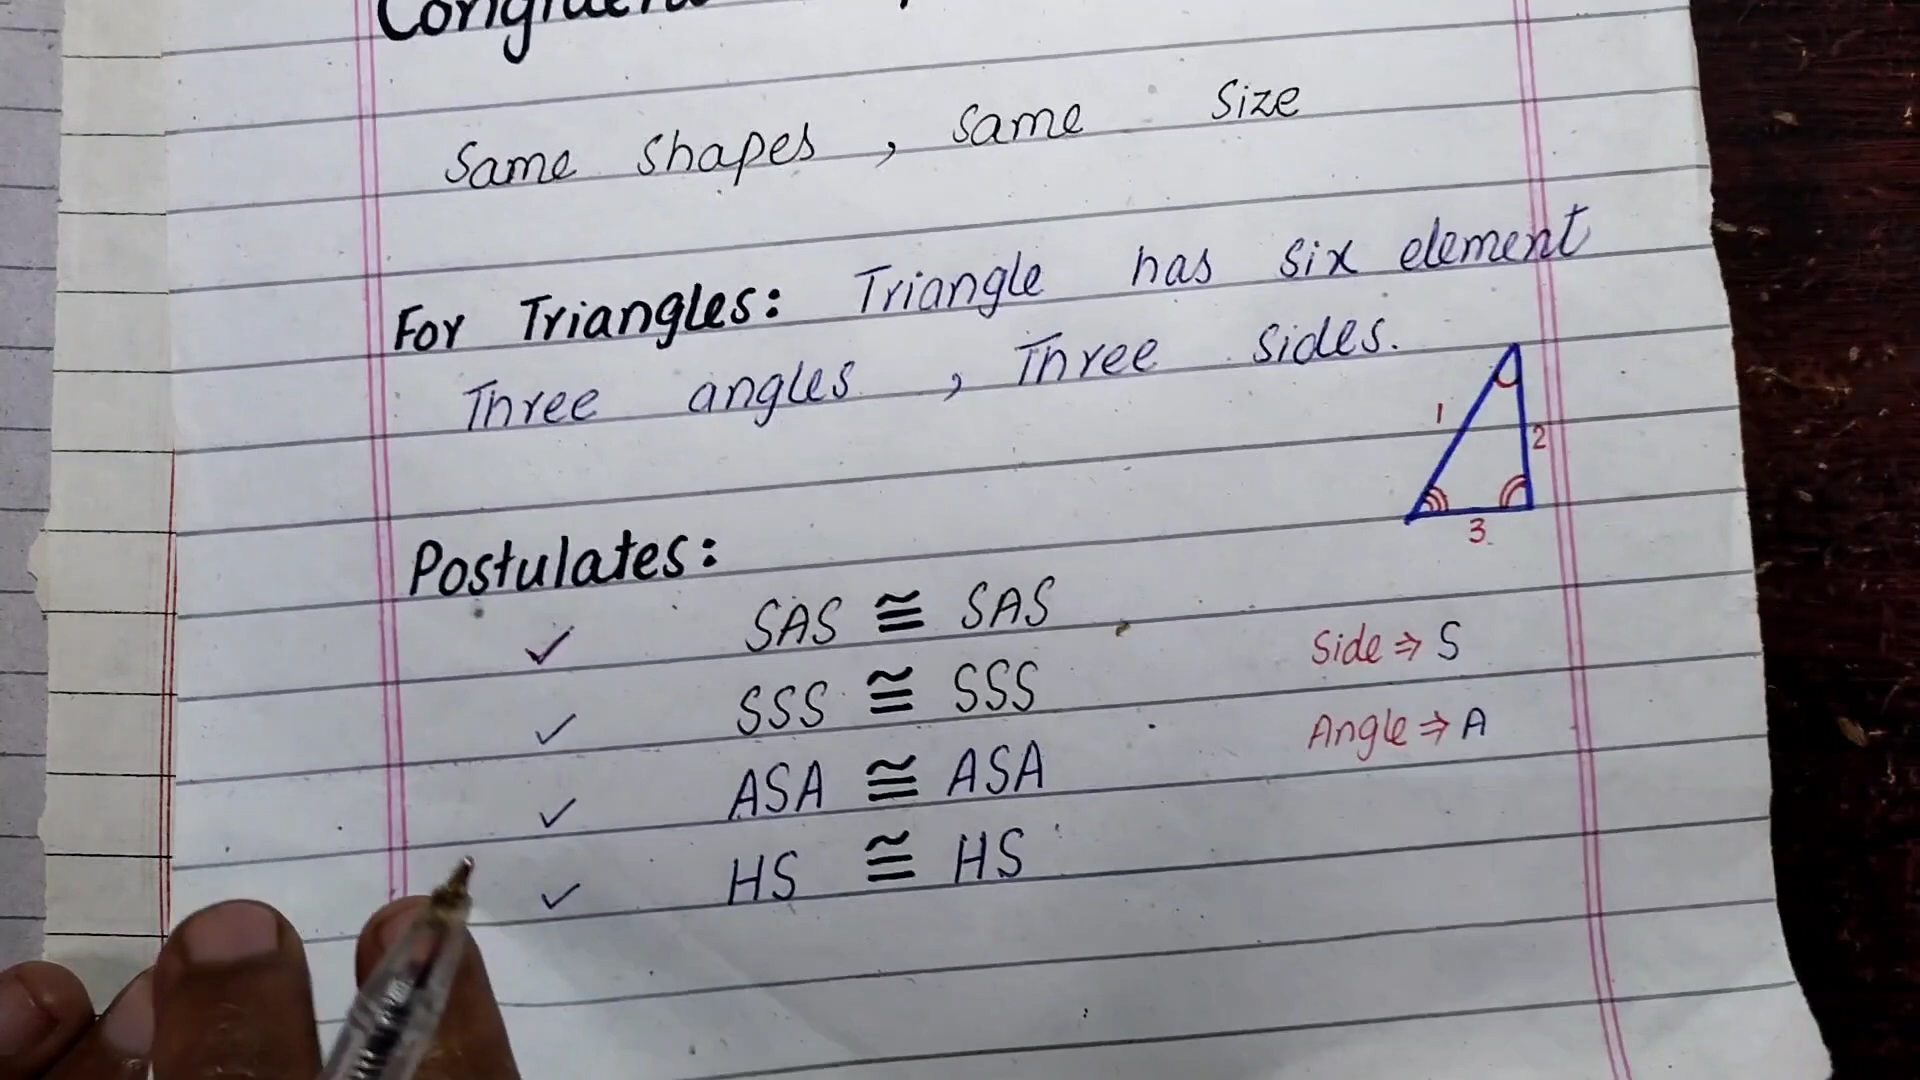 Same shapes, same size
For Triangles: Triangle has six element
Three angles, Three sides.
1
2
3.
Postulates:
✓ SAS ≅ SAS
Side ⇒ S
✓ SSS ≅ SSS
Angle ⇒ A
✓ ASA ≅ ASA
✓ HS ≅ HS